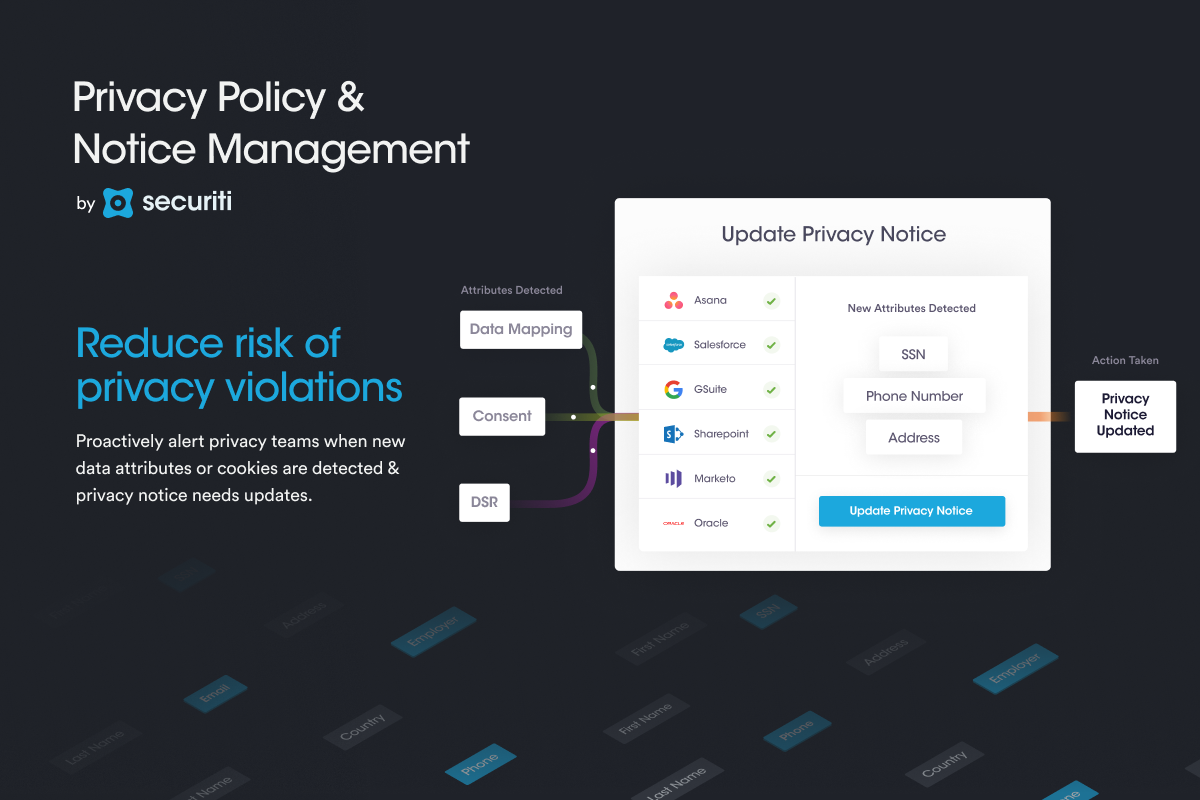 Privacy Policy &
Notice Management
by securiti
Reduce risk of
privacy violations
Proactively alert privacy teams when new
data attributes or cookies are detected &
privacy notice needs updates.
Attributes Detected
Data Mapping
Consent
DSR
Update Privacy Notice
Asana
Salesforce
GSuite
Sharepoint
Marketo
ORACLE Oracle
New Attributes Detected
SSN
Phone Number
Address
Update Privacy Notice
Action Taken
Privacy
Notice
Updated
Address
Employer
First Name
SSN
Address
Employer
Email
Last Name
Country
First Name
Phone
Country
Phone
Name
Last Name